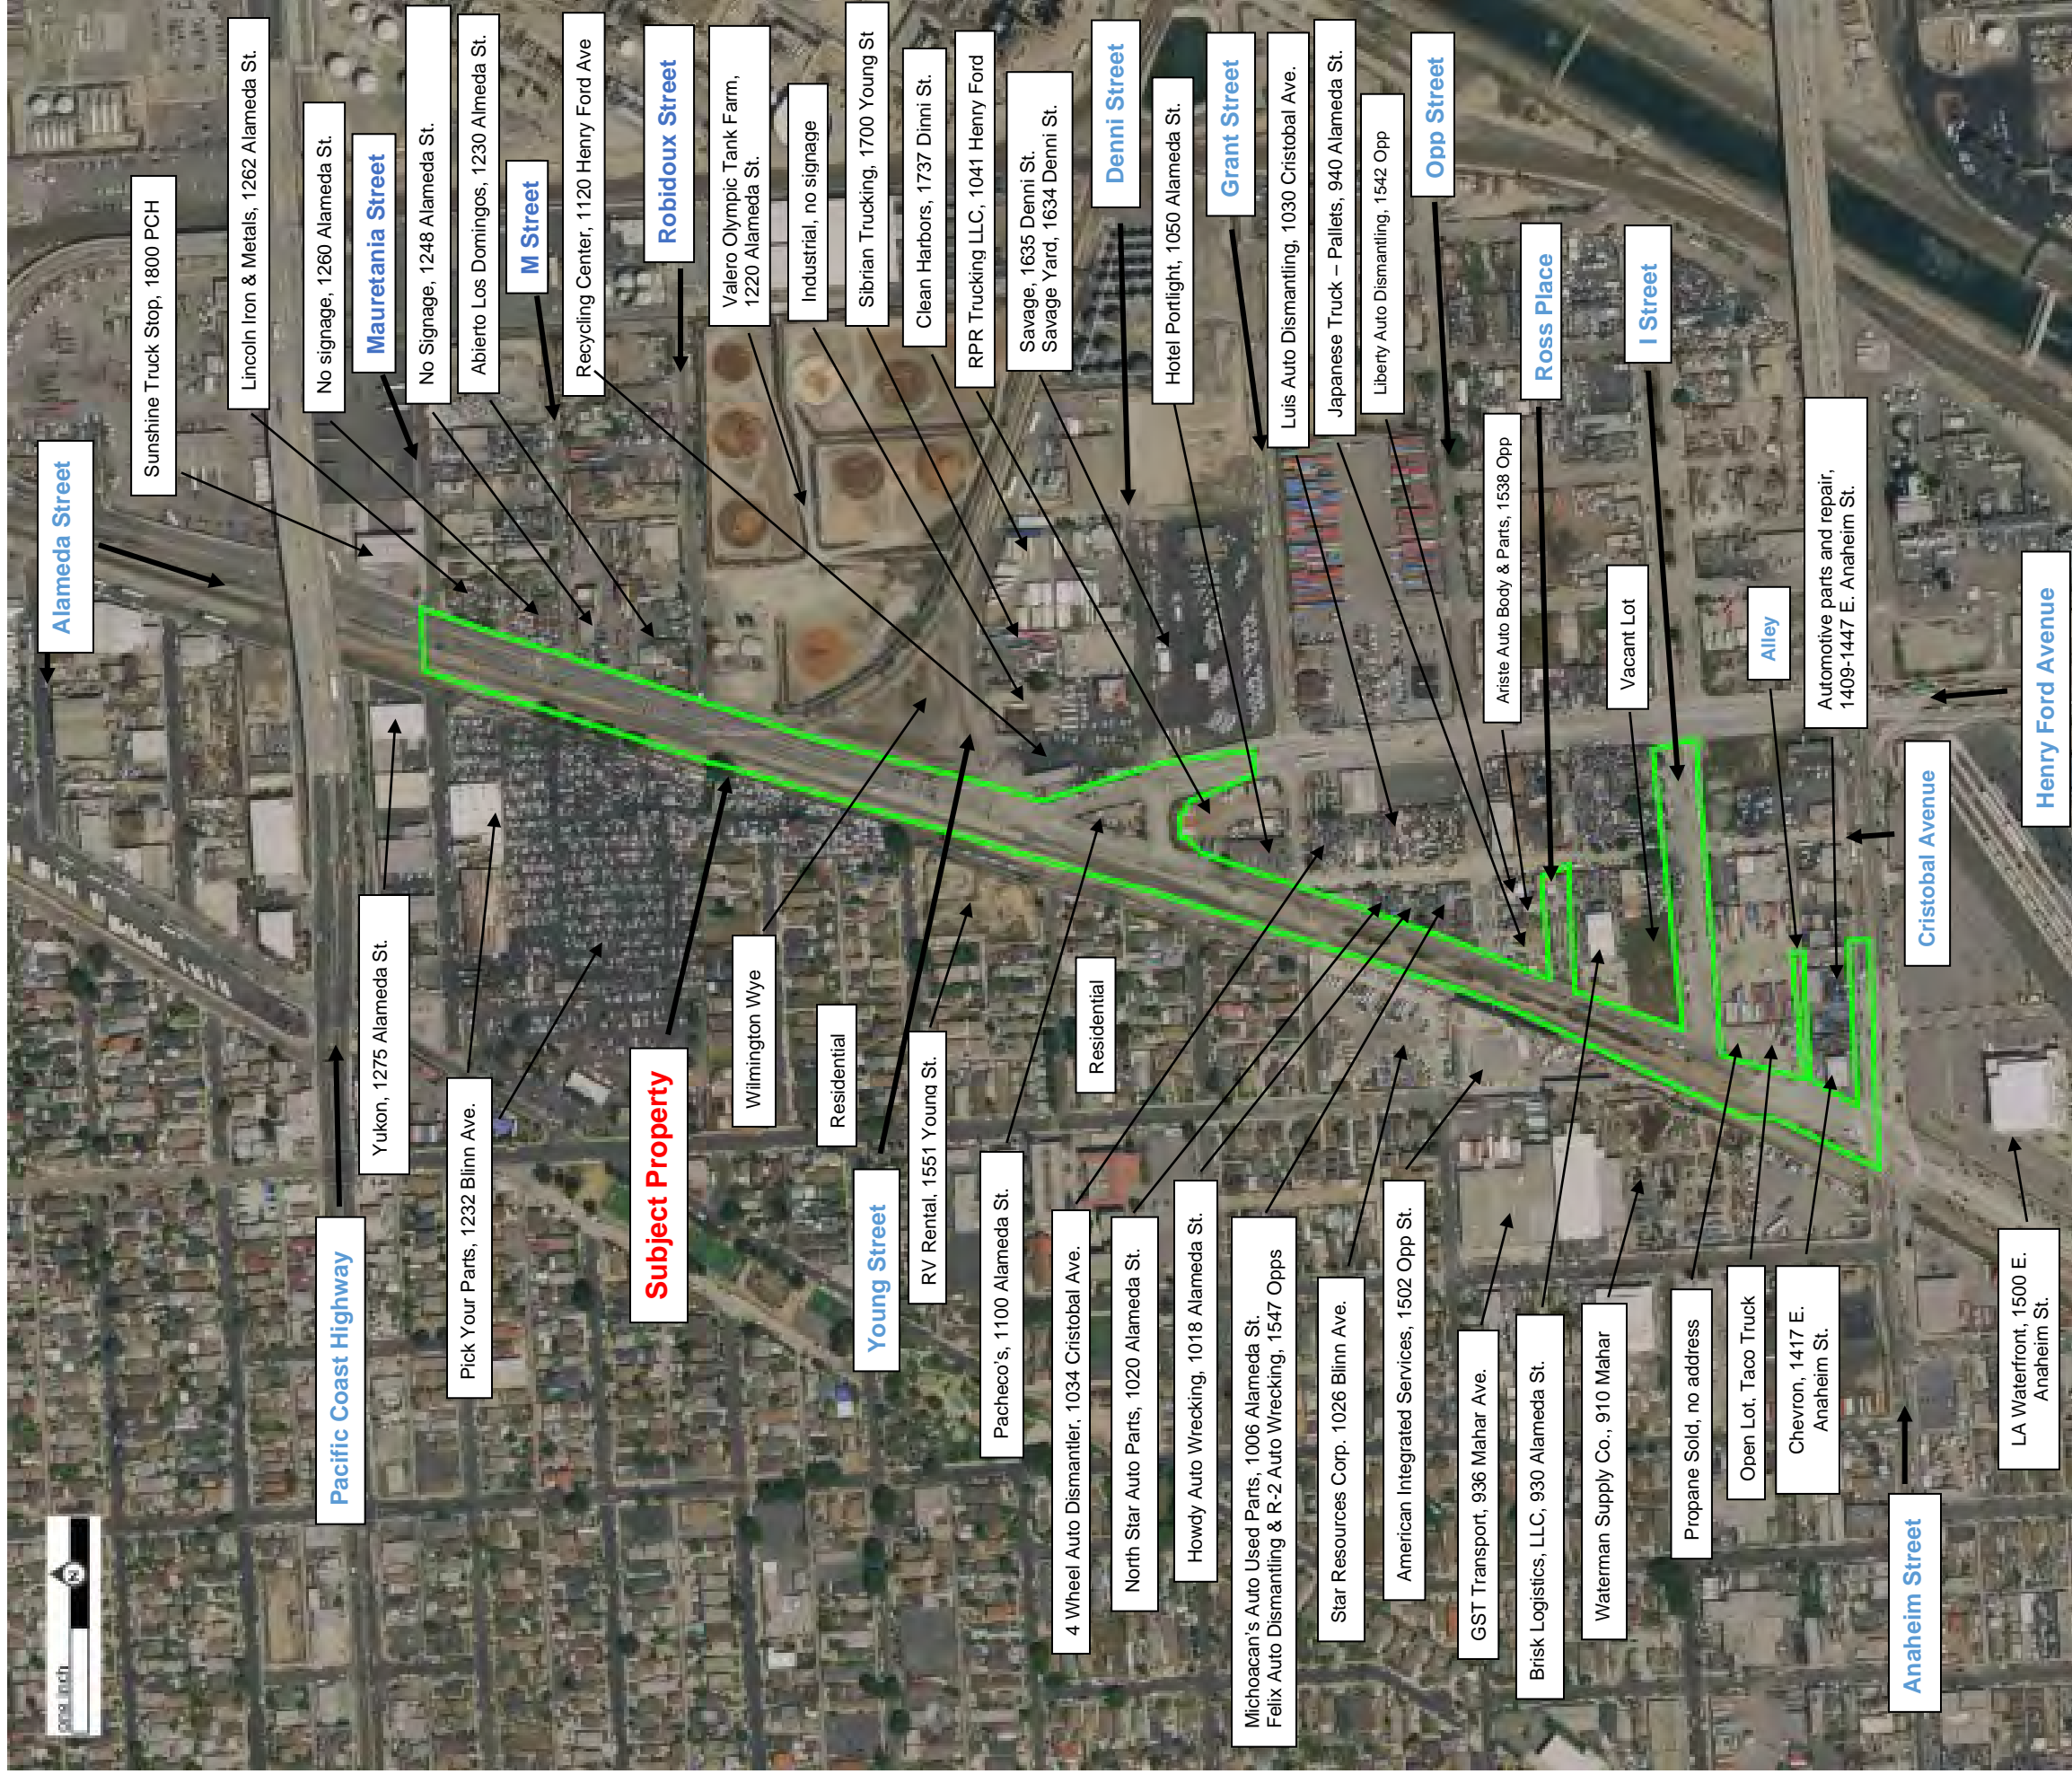 Alameda Street
Sunshine Truck Stop, 1800 PCH
Lincoln Iron & Metals, 1262 Alameda St.
No signage, 1260 Alameda St.
Mauretania Street
No Signage, 1248 Alameda St.
Abierto Los Domingos, 1230 Almeda St.
M Street
Recycling Center, 1120 Henry Ford Ave
Robidoux Street
Valero Olympic Tank Farm,
1220 Alameda St.
Industrial, no signage
Sibrian Trucking, 1700 Young St
Clean Harbors, 1737 Dinni St.
RPR Trucking LLC, 1041 Henry Ford
Savage, 1635 Denni St.
Savage Yard, 1634 Denni St.
Denni Street
Hotel Portlight, 1050 Alameda St.
Grant Street
Luis Auto Dismantling, 1030 Cristobal Ave.
Japanese Truck – Pallets, 940 Alameda St.
Liberty Auto Dismantling, 1542 Opp
Opp Street
Ariste Auto Body & Parts, 1538 Opp
Ross Place
Vacant Lot
I Street
Alley
Automotive parts and repair,
1409-1447 E. Anaheim St.
Cristobal Avenue
Henry Ford Avenue
Pacific Coast Highway
Yukon, 1275 Alameda St.
Pick Your Parts, 1232 Blinn Ave.
Subject Property
Wilmington Wye
Residential
Young Street
RV Rental, 1551 Young St.
Pacheco's, 1100 Alameda St.
Residential
4 Wheel Auto Dismantler, 1034 Cristobal Ave.
North Star Auto Parts, 1020 Alameda St.
Howdy Auto Wrecking, 1018 Alameda St.
Michoacan's Auto Used Parts, 1006 Alameda St.
Felix Auto Dismantling & R-2 Auto Wrecking, 1547 Opps
Star Resources Corp. 1026 Blinn Ave.
American Integrated Services, 1502 Opp St.
GST Transport, 936 Mahar Ave.
Brisk Logistics, LLC, 930 Alameda St.
Waterman Supply Co., 910 Mahar
Propane Sold, no address
Open Lot, Taco Truck
Chevron, 1417 E.
Anaheim St.
Anaheim Street
LA Waterfront, 1500 E.
Anaheim St.